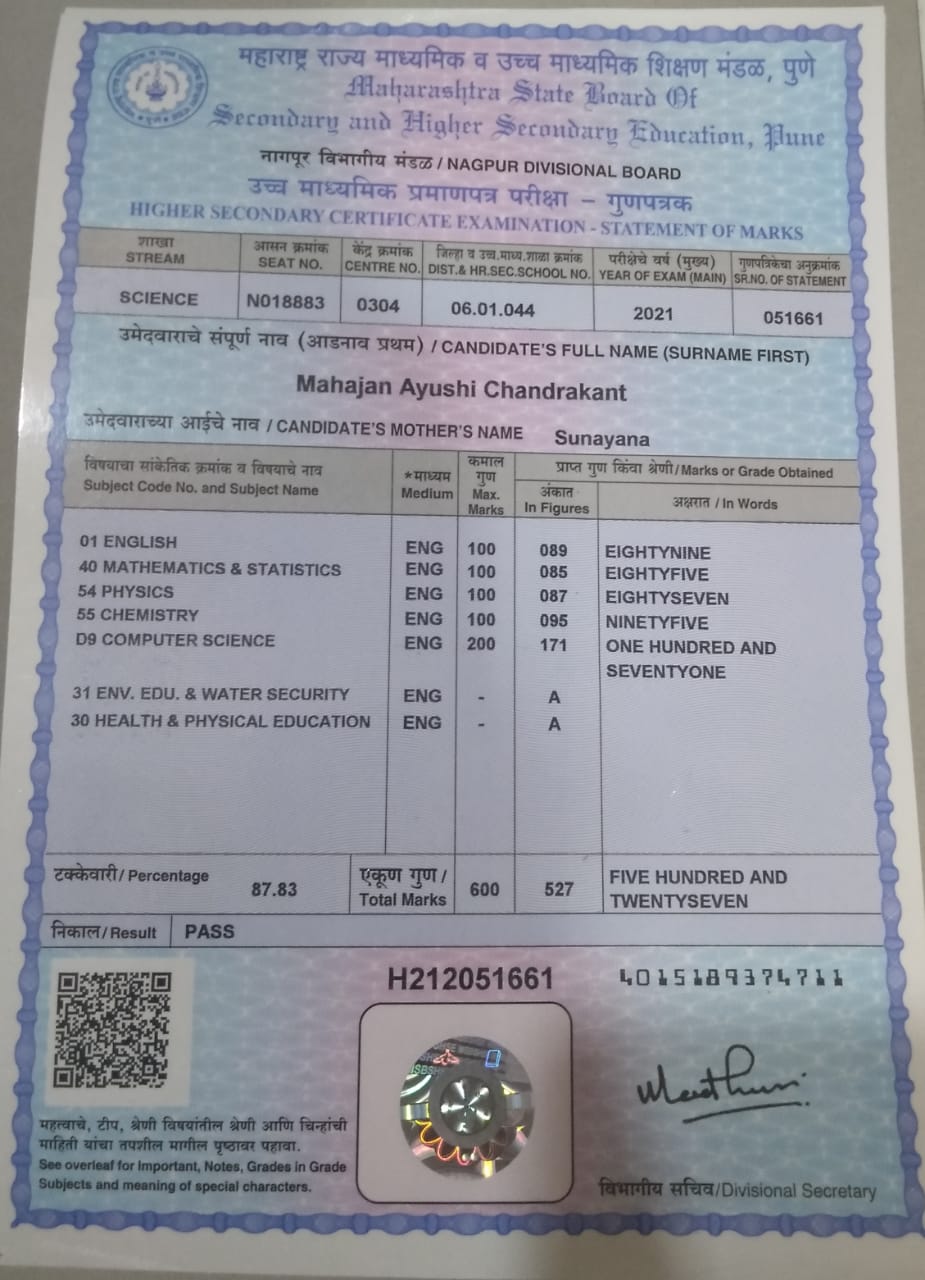 महाराष्ट्र राज्य माध्यमिक व उच्च माध्यमिक शिक्षण मंडळ, पुणे
Maharashtra State Board Of
Secondary and Higher Secondary Education, Pune
नागपूर विभागीय मंडळ / NAGPUR DIVISIONAL BOARD
उच्च माध्यमिक प्रमाणपत्र परीक्षा - गुणपत्रक
HIGHER SECONDARY CERTIFICATE EXAMINATION - STATEMENT OF MARKS
शाखा आसन क्रमांक केंद्र क्रमांक जिल्हा व उच्च.माध्य.शाळा क्रमांक परीक्षेचे वर्ष (मुख्य) गुणपत्रिकेचा अनुक्रमांक
STREAM SEAT NO. CENTRE NO. DIST.& HR.SEC.SCHOOL NO. YEAR OF EXAM (MAIN) SR.NO. OF STATEMENT
SCIENCE N018883 0304 06.01.044 2021 051661
उमेदवाराचे संपूर्ण नाव (आडनाव प्रथम) / CANDIDATE'S FULL NAME (SURNAME FIRST)
Mahajan Ayushi Chandrakant
उमेदवाराच्या आईचे नाव / CANDIDATE'S MOTHER'S NAME Sunayana
विषयाचा सांकेतिक क्रमांक व विषयाचे नाव
Subject Code No. and Subject Name
*माध्यम
Medium
कमाल
गुण
Max.
Marks
प्राप्त गुण किंवा श्रेणी/Marks or Grade Obtained
अंकात
In Figures
अक्षरात / In Words
01 ENGLISH ENG 100 089 EIGHTYNINE
40 MATHEMATICS & STATISTICS ENG 100 085 EIGHTYFIVE
54 PHYSICS ENG 100 087 EIGHTYSEVEN
55 CHEMISTRY ENG 100 095 NINETYFIVE
D9 COMPUTER SCIENCE ENG 200 171 ONE HUNDRED AND
SEVENTYONE
31 ENV. EDU. & WATER SECURITY ENG - A
30 HEALTH & PHYSICAL EDUCATION ENG - A
टक्केवारी/ Percentage 87.83
एकूण गुण /
Total Marks 600 527
FIVE HUNDRED AND
TWENTYSEVEN
निकाल/ Result PASS
H212051661
4015189374711
महत्वाचे, टीप, श्रेणी विषयांतील श्रेणी आणि चिन्हांची
माहिती यांचा तपशील मागील पृष्ठावर पहावा.
See overleaf for Important, Notes, Grades in Grade
Subjects and meaning of special characters.
विभागीय सचिव/Divisional Secretary